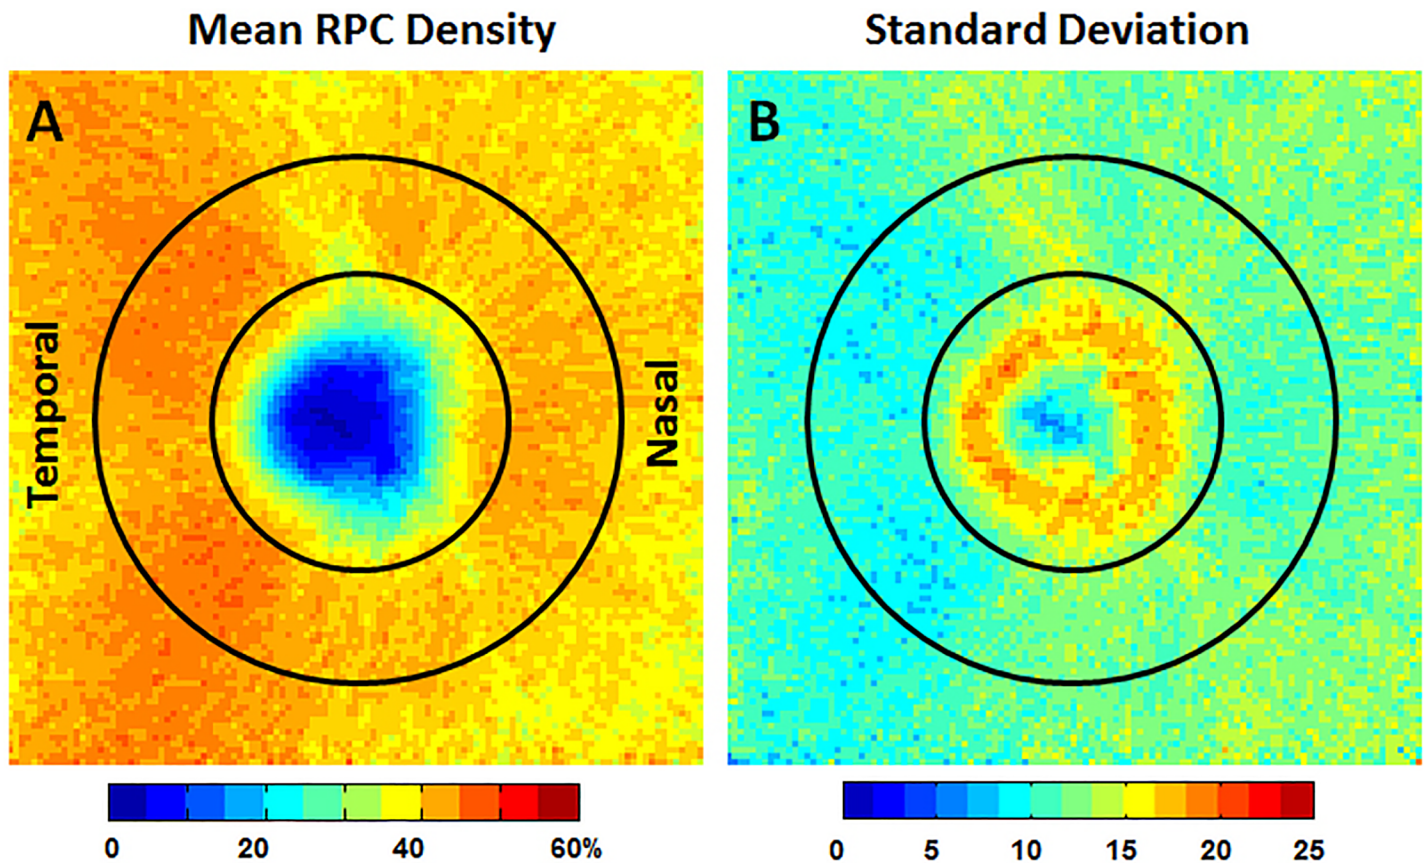 Mean RPC Density
Standard Deviation
A
B
Temporal
Nasal
0 20 40 60%
0 5 10 15 20 25